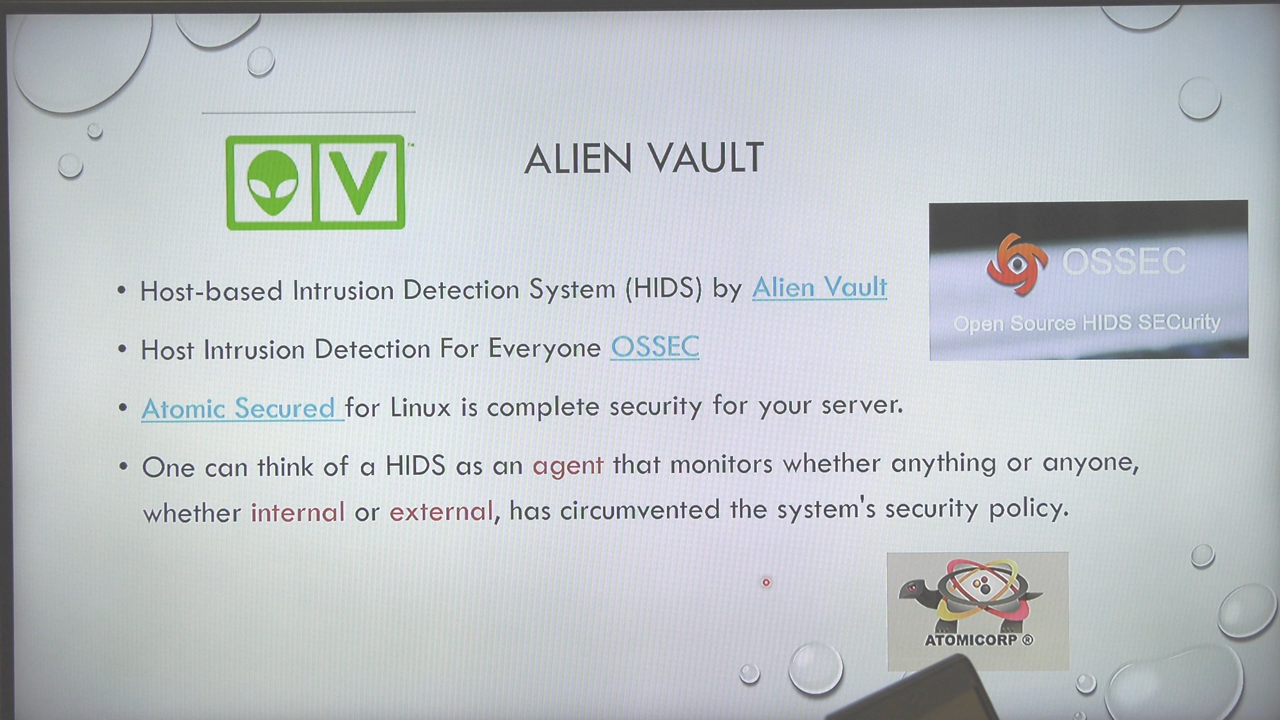 ALIEN VAULT
V ™
OSSEC
Open Source HIDS SECurity
• Host-based Intrusion Detection System (HIDS) by Alien Vault
• Host Intrusion Detection For Everyone OSSEC
• Atomic Secured for Linux is complete security for your server.
• One can think of a HIDS as an agent that monitors whether anything or anyone,
whether internal or external, has circumvented the system's security policy.
ATOMICORP ®